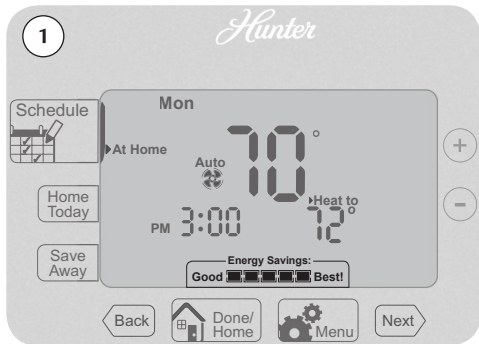 1
Hunter
Schedule
Mon
At Home
Auto
70°
+
Home
Today
PM 3:00
Heat to
72°
-
Save
Away
Energy Savings:
Good Best!
Back
Done/
Home
Menu
Next